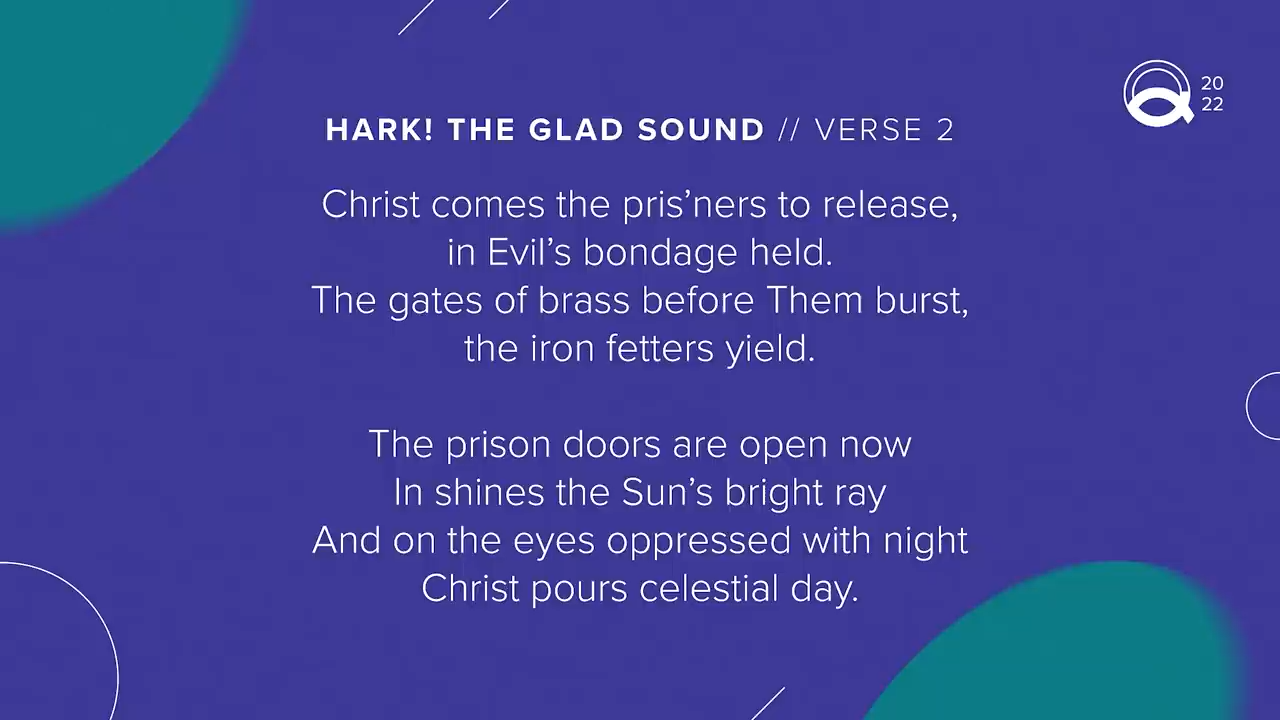 20
22
HARK! THE GLAD SOUND // VERSE 2
Christ comes the pris’ners to release,
in Evil’s bondage held.
The gates of brass before Them burst,
the iron fetters yield.
The prison doors are open now
In shines the Sun’s bright ray
And on the eyes oppressed with night
Christ pours celestial day.